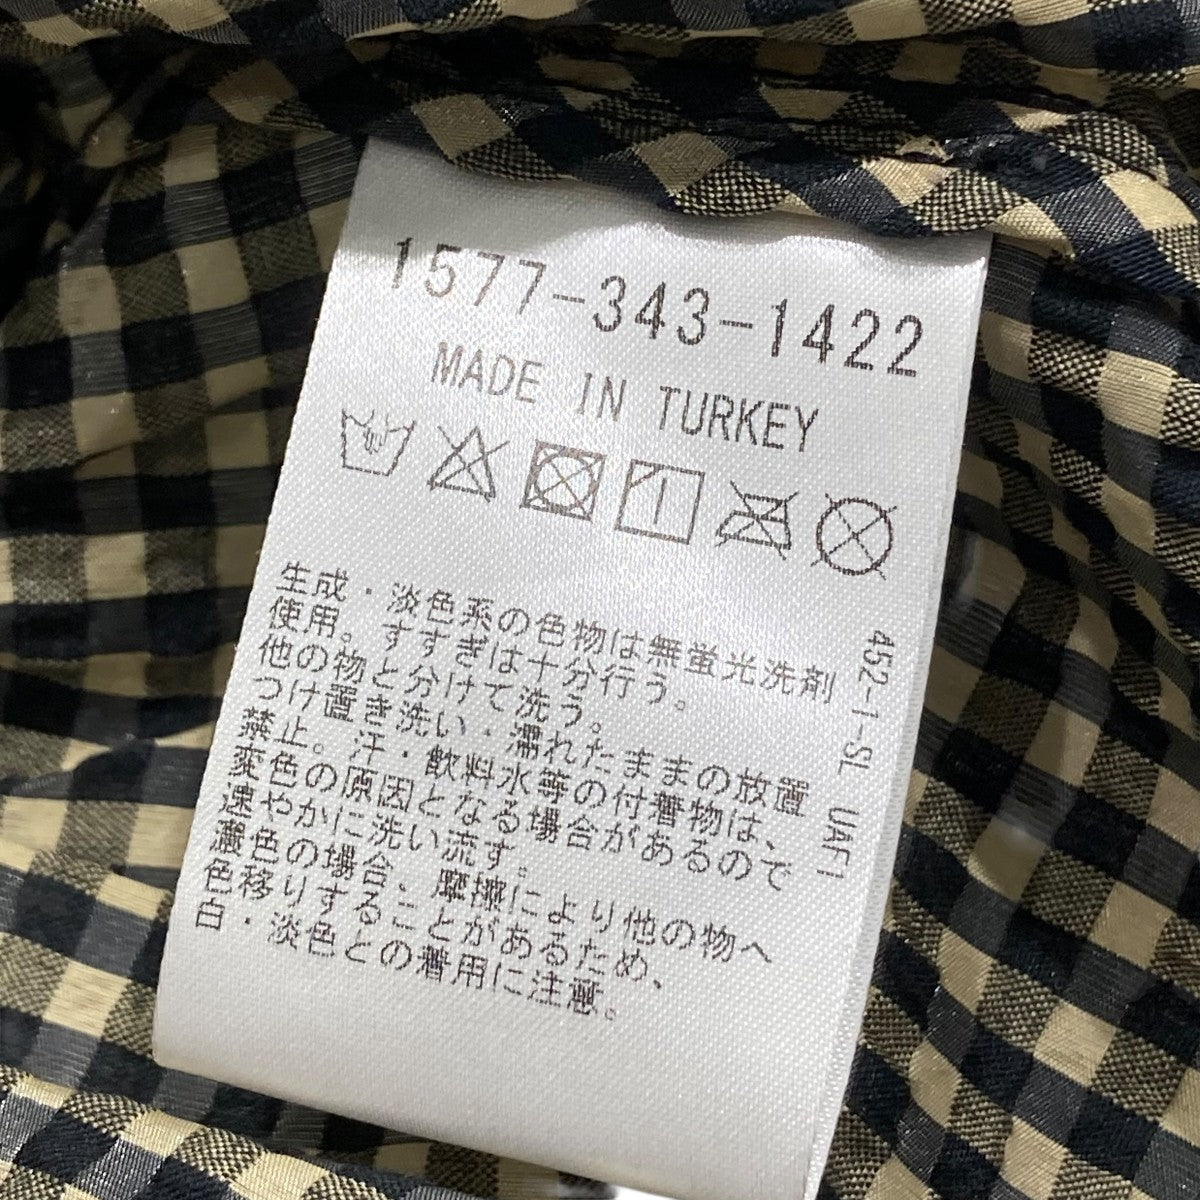 1577-343-1422
MADE IN TURKEY
生成・淡色系の色物は無蛍光洗剤
使用。すすぎは十分行う。
他の物と分けて洗う。
つけ置き洗い・濡れたままの放置
禁止。汗・飲料水等の付着物は、
変色の原因となる場合があるので
速やかに洗い流す。
濃色の場合、摩擦により他の物へ
色移りすることがあるため、
白・淡色との着用に注意。
452-1-SL UAF1